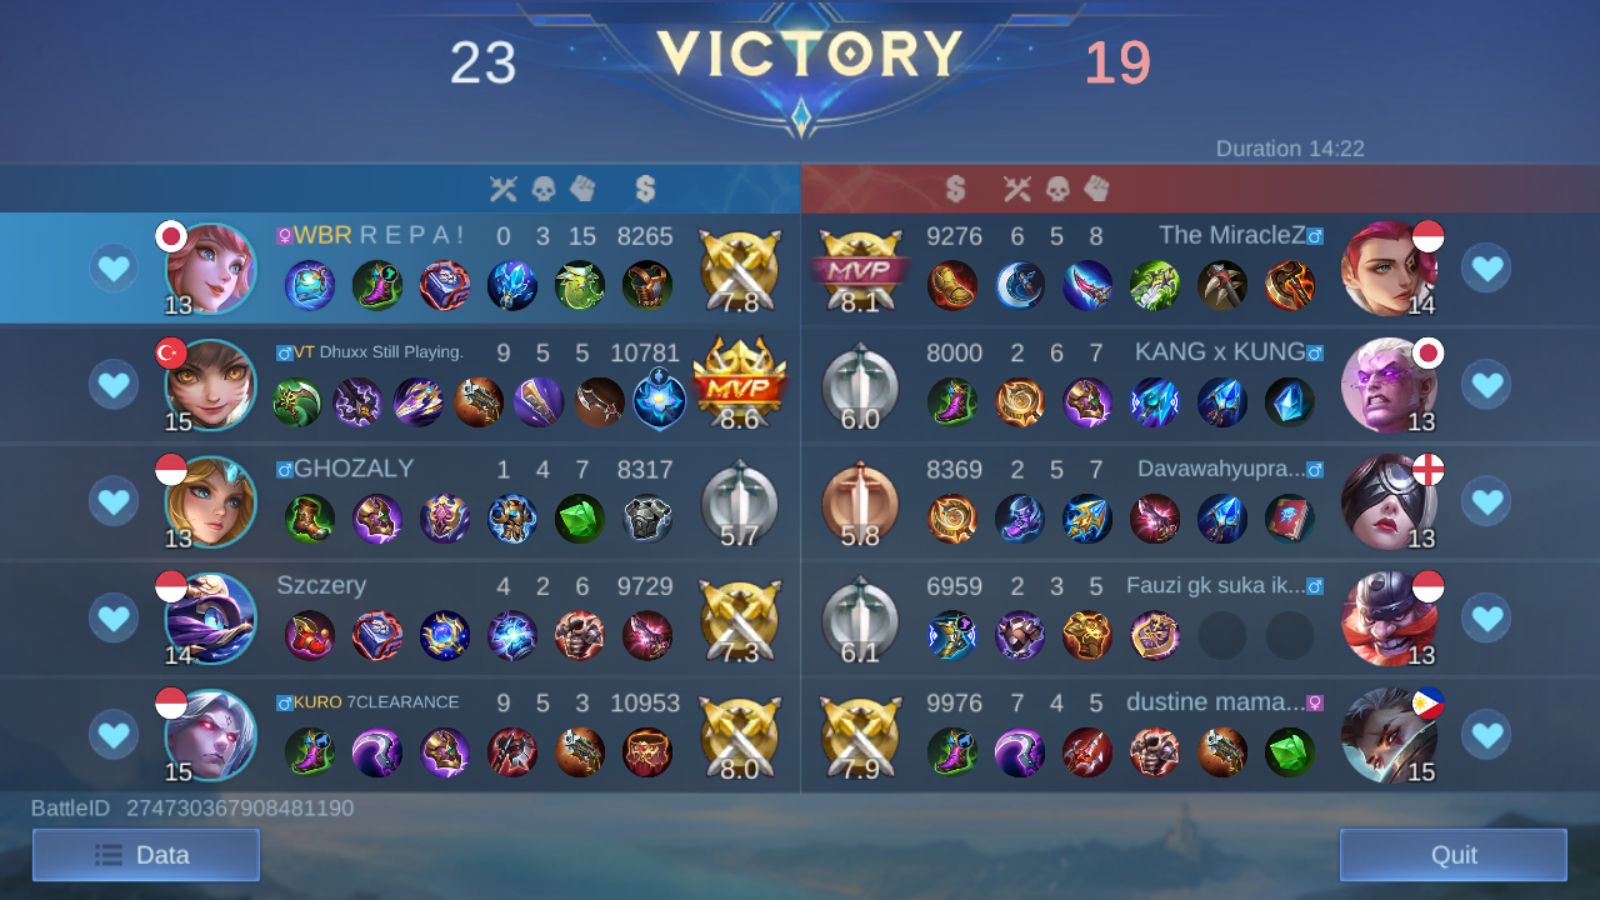 23 VICTORY 19
Duration 14:22
WBR R E P A ! 0 3 15 8265 7.8
13
MVP 8.1 9276 6 5 8 The MiracleZ
14
VT Dhuxx Still Playing. 9 5 5 10781 MVP 8.6
15
6.0 8000 2 6 7 KANG x KUNG
13
GHOZALY 1 4 7 8317 5.7
13
5.8 8369 2 5 7 Davawahyupra...
13
Szczery 4 2 6 9729 7.3
14
6.1 6959 2 3 5 Fauzi gk suka ik...
13
KURO 7CLEARANCE 9 5 3 10953 8.0
15
7.9 9976 7 4 5 dustine mama...
15
BattleID 274730367908481190
Data
Quit